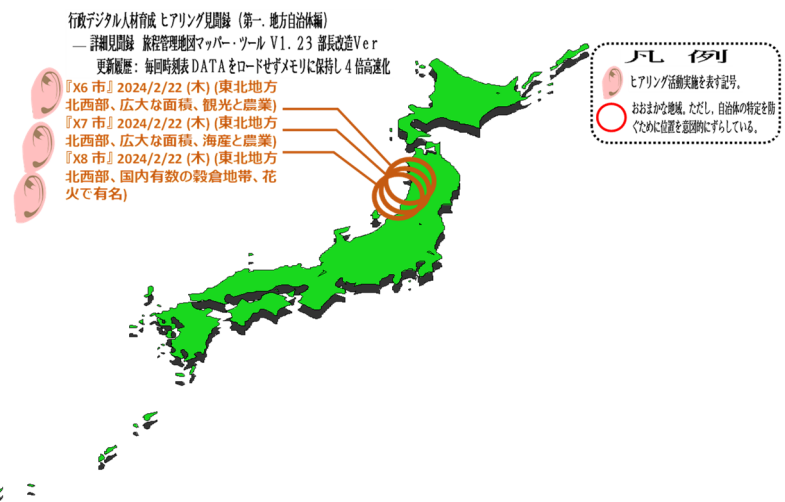 行政デジタル人材育成 ヒアリング見聞録 (第一. 地方自治体編)
― 詳細見聞録 旅程管理地図マッパー・ツール V1. 23 部長改造Ver
更新履歴: 毎回時刻表DATAをロードせずメモリに保持し4倍高速化
『X6 市』 2024/2/22 (木) (東北地方
北西部、広大な面積、観光と農業)
『X7 市』 2024/2/22 (木) (東北地方
北西部、広大な面積、海産と農業)
『X8 市』 2024/2/22 (木) (東北地方
北西部、国内有数の穀倉地帯、花
火で有名)
凡 例
ヒアリング活動実施を表す記号。
おおまかな地域。ただし、自治体の特定を防
ぐために位置を意図的にずらしている。